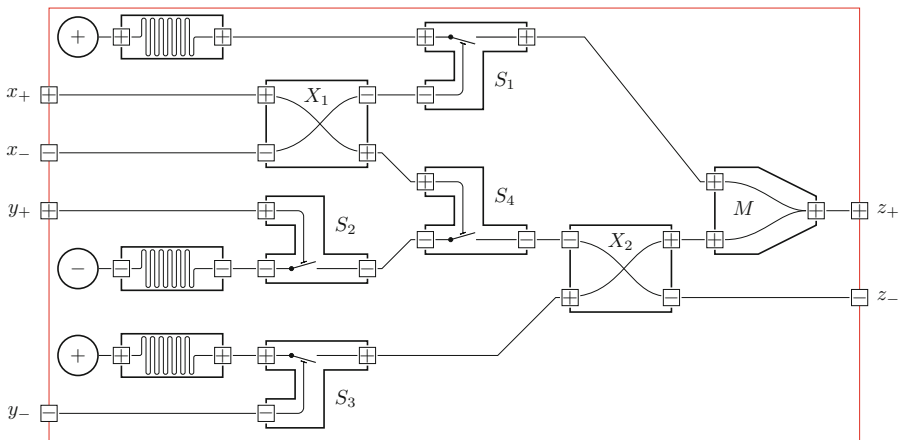 + + + + +
S₁
x₊ + + X₁ − −
x₋ − − +
+ S₄ + M
y₊ + + S₂ + + z₊
− − − − − − − − X₂ + +
+ − − z₋
+ + + + +
S₃
y₋ − −